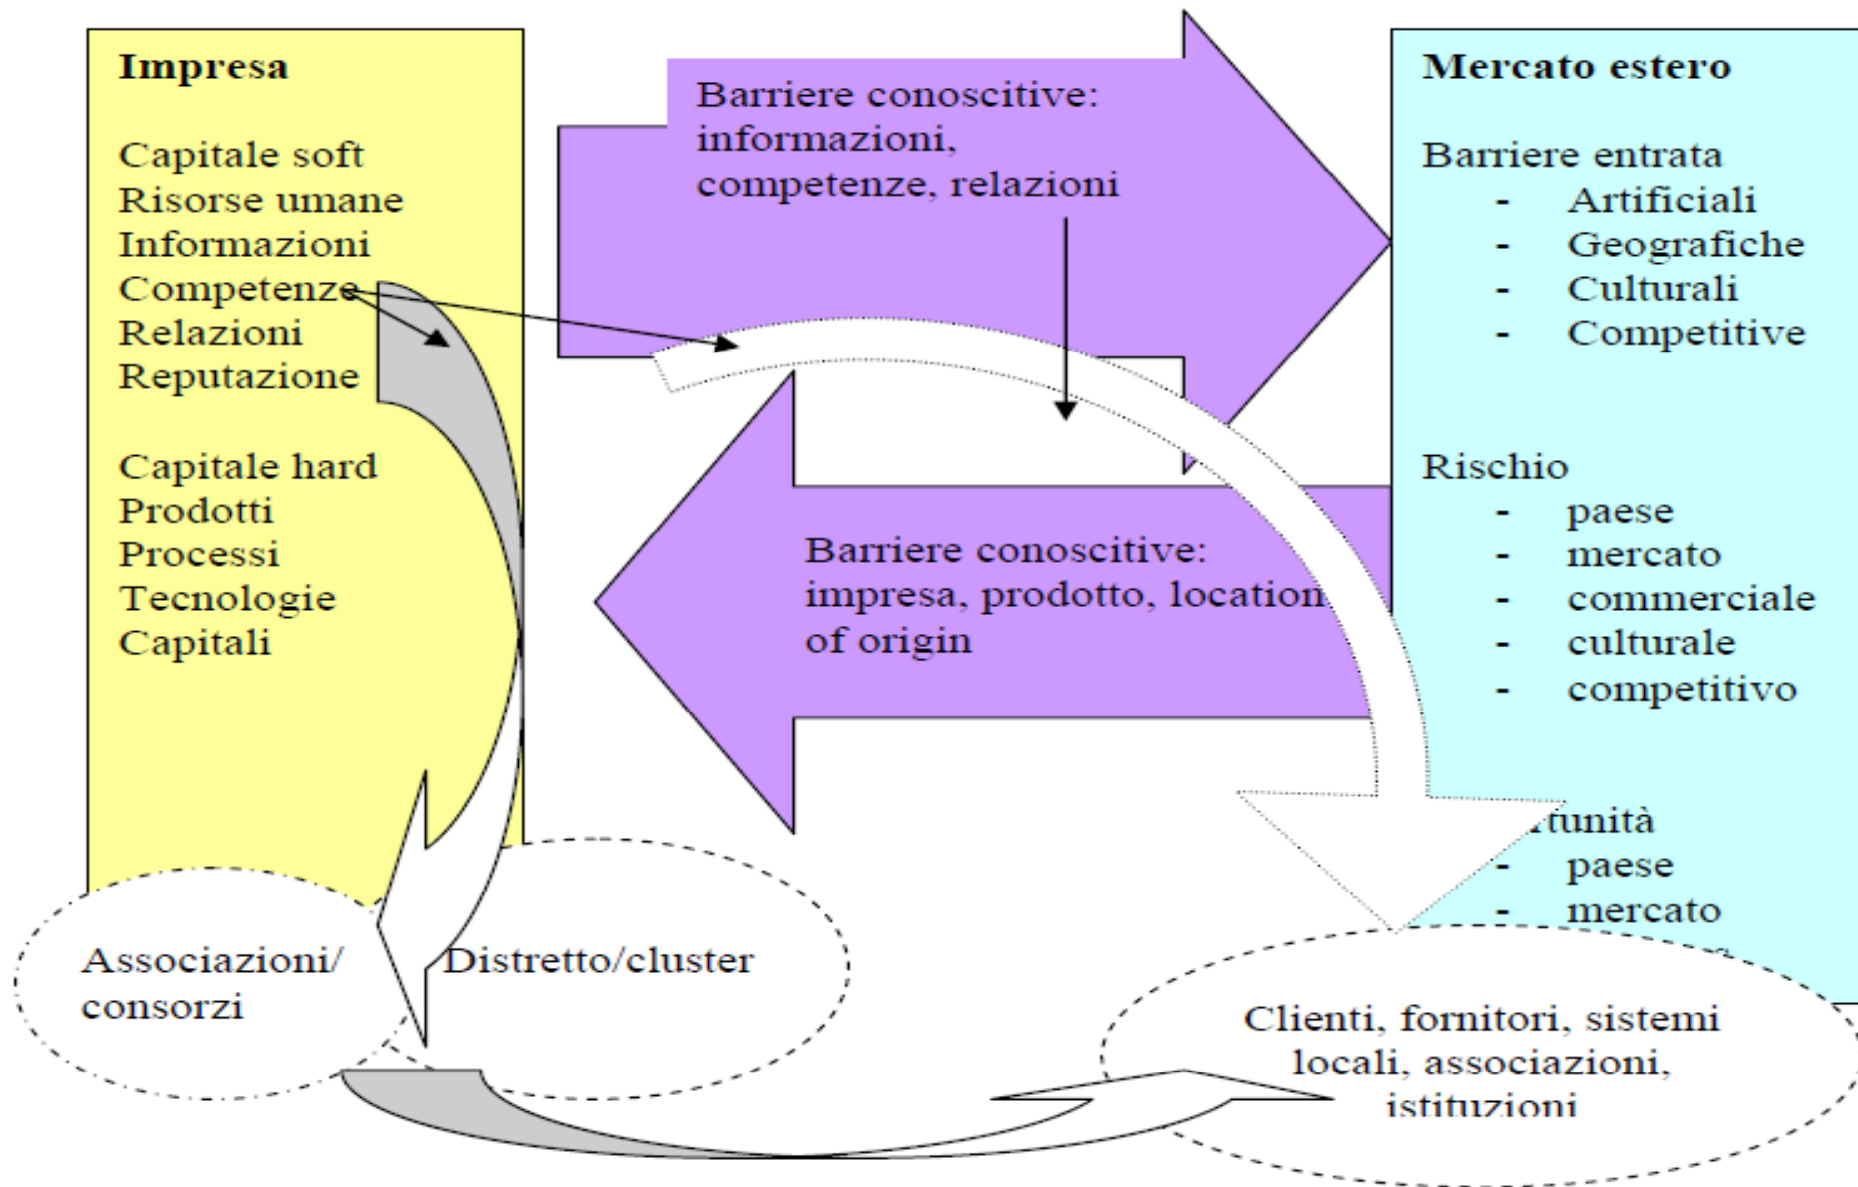 Impresa
Capitale soft
Risorse umane
Informazioni
Competenze
Relazioni
Reputazione
Capitale hard
Prodotti
Processi
Tecnologie
Capitali
Barriere conoscitive:
informazioni,
competenze, relazioni
Barriere conoscitive:
impresa, prodotto, location
of origin
Mercato estero
Barriere entrata
- Artificiali
- Geografiche
- Culturali
- Competitive
Rischio
- paese
- mercato
- commerciale
- culturale
- competitivo
- paese
- mercato
Associazioni/
consorzi
Distretto/cluster
Clienti, fornitori, sistemi
locali, associazioni,
istituzioni